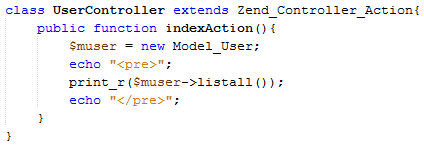 class UserController extends Zend_Controller_Action{
    public function indexAction(){
        $muser = new Model_User;
        echo "<pre>";
        print_r($muser->listall());
        echo "</pre>";
    }
}